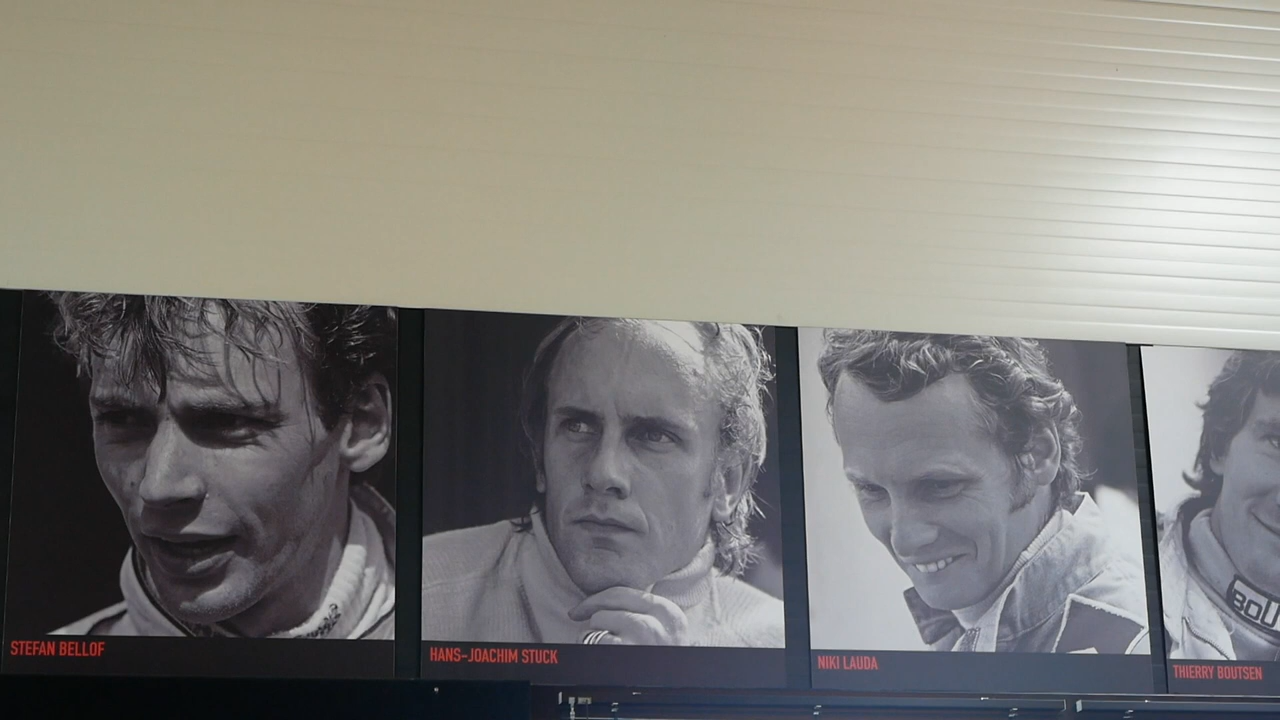 STEFAN BELLOF
HANS-JOACHIM STUCK
NIKI LAUDA
THIERRY BOUTSEN